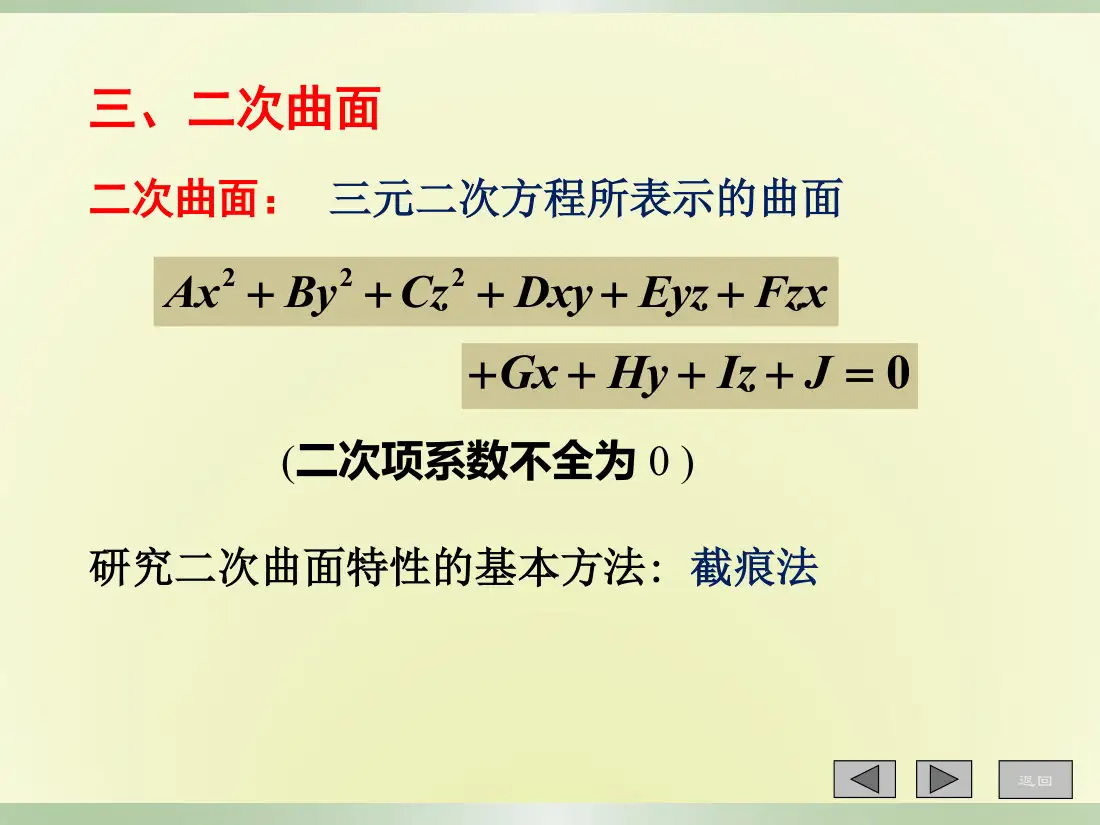 三、二次曲面
二次曲面： 三元二次方程所表示的曲面
Ax² + By² + Cz² + Dxy + Eyz + Fzx
+Gx + Hy + Iz + J = 0
(二次项系数不全为 0 )
研究二次曲面特性的基本方法：截痕法
返回